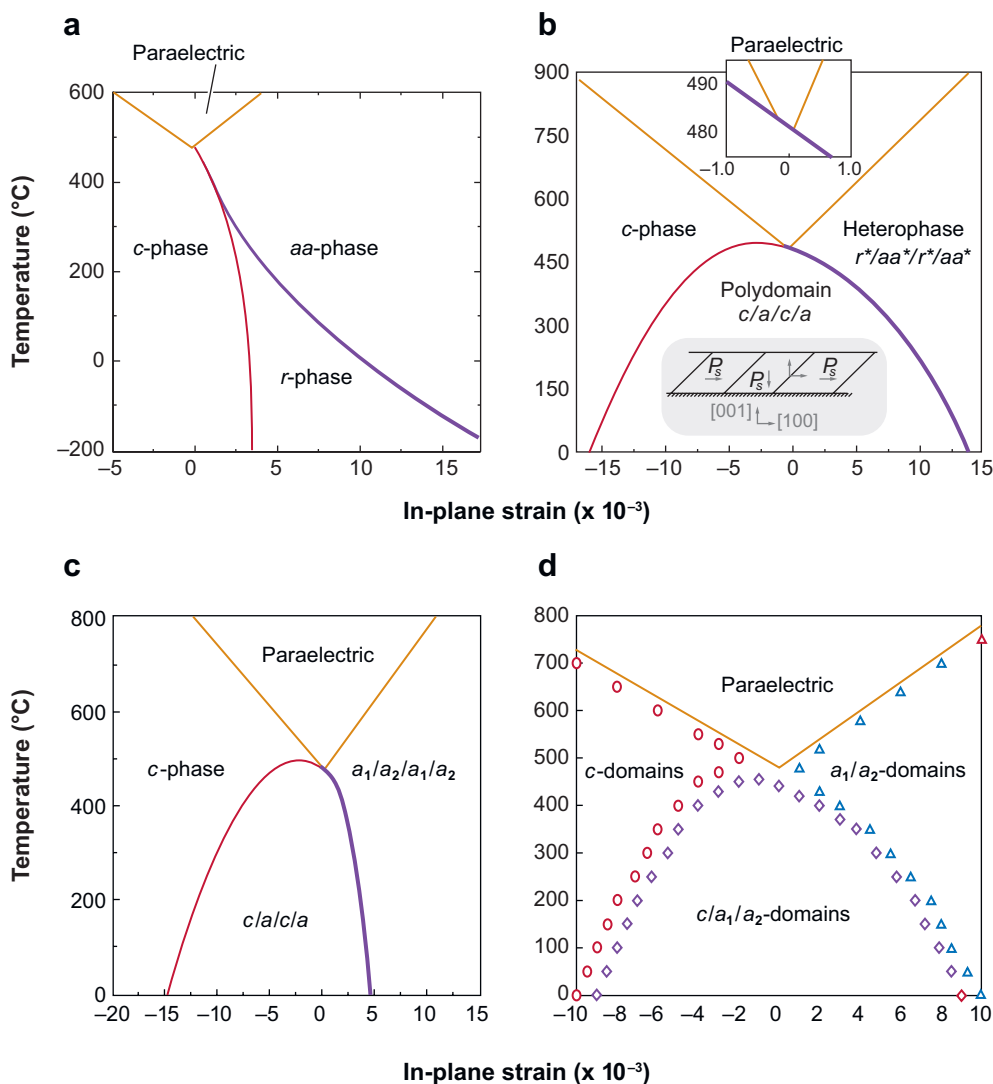 a
Paraelectric
600
400
200
0
–200
Temperature (°C)
c-phase
aa-phase
r-phase
–5
0
5
10
15
b
Paraelectric
900
750
600
450
300
150
0
490
480
–1.0
0
1.0
c-phase
Heterophase
r*/aa*/r*/aa*
Polydomain
c/a/c/a
Ps
Ps
Ps
[001]
[100]
–15
–10
–5
0
5
10
15
In-plane strain (x 10–3)
c
800
600
400
200
0
Temperature (°C)
Paraelectric
c-phase
a1/a2/a1/a2
c/a/c/a
–20
–15
–10
–5
0
5
10
15
d
800
700
600
500
400
300
200
100
0
Paraelectric
c-domains
a1/a2-domains
c/a1/a2-domains
–10
–8
–6
–4
–2
0
2
4
6
8
10
In-plane strain (x 10–3)